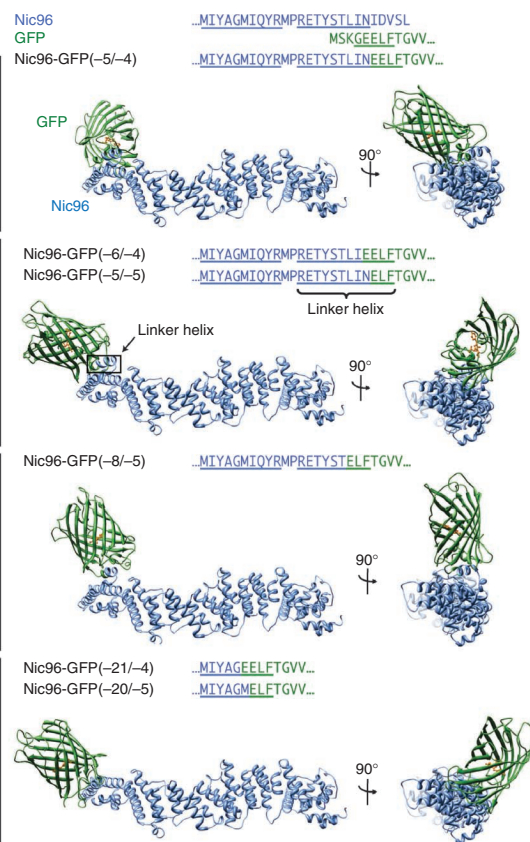 Nic96 ...MIYAGMIQYRMPRETYSTLINIDVSL
GFP MSKGEELFTGVV...
Nic96-GFP(–5/–4) ...MIYAGMIQYRMPRETYSTLINEELFTGVV...
GFP
90°
Nic96
Nic96-GFP(–6/–4) ...MIYAGMIQYRMPRETYSTLIEELFTGVV...
Nic96-GFP(–5/–5) ...MIYAGMIQYRMPRETYSTLINELFTGVV...
Linker helix
Linker helix
90°
Nic96-GFP(–8/–5) ...MIYAGMIQYRMPRETYSTELFTGVV...
90°
Nic96-GFP(–21/–4) ...MIYAGEELFTGVV...
Nic96-GFP(–20/–5) ...MIYAGMELFTGVV...
90°